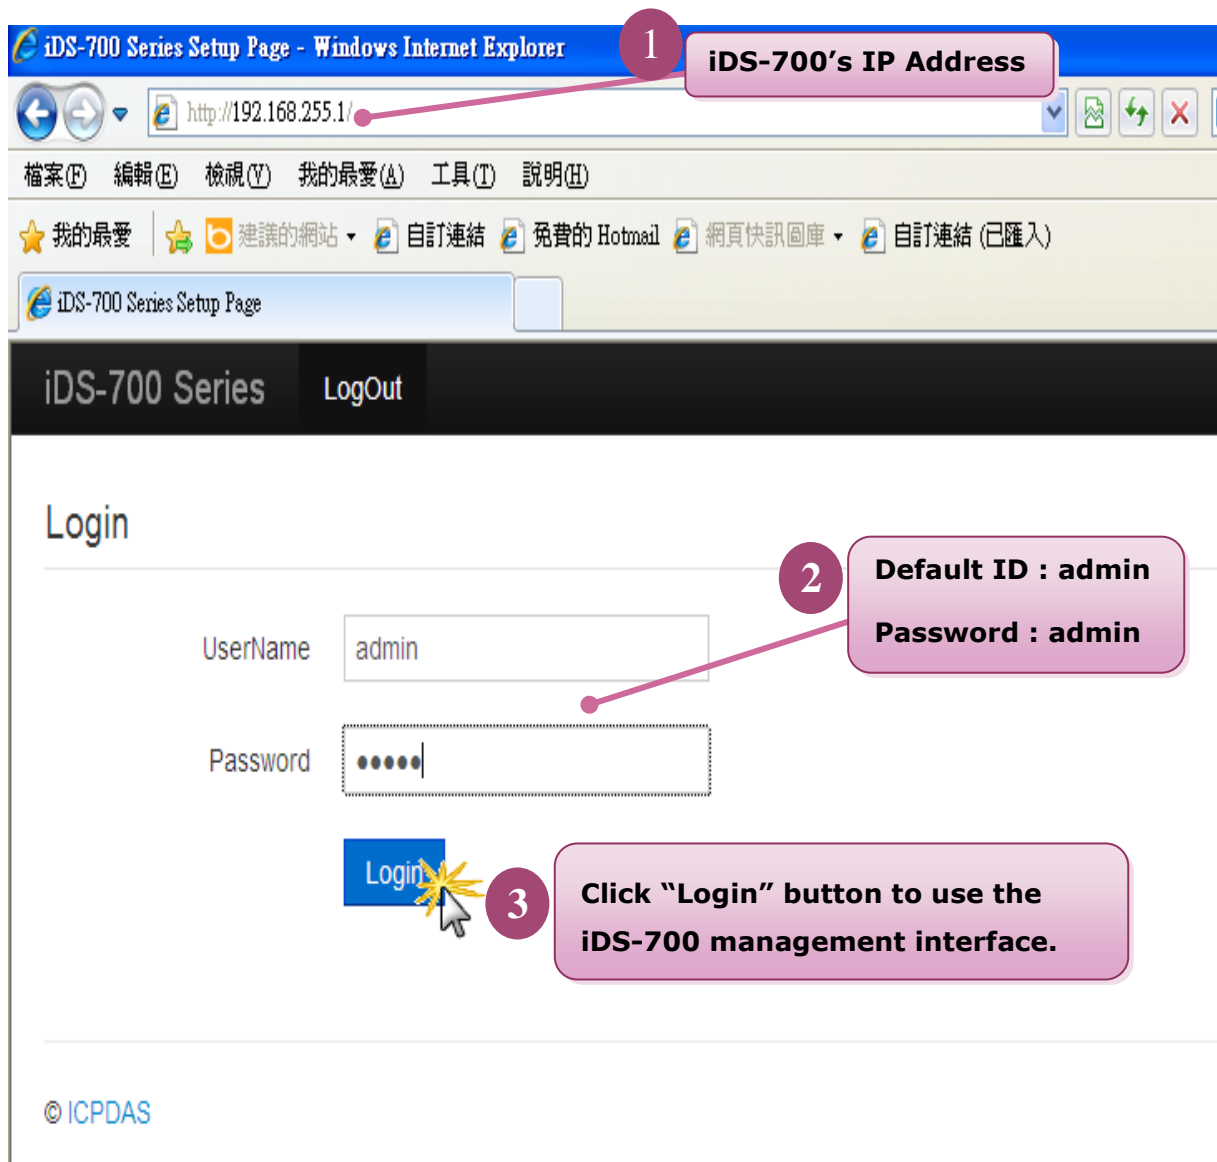 iDS-700 Series Setup Page - Windows Internet Explorer
1
iDS-700's IP Address
http://192.168.255.1/
檔案(F) 編輯(E) 檢視(V) 我的最愛(A) 工具(T) 說明(H)
我的最愛 建議的網站 自訂連結 免費的 Hotmail 網頁快訊圖庫 自訂連結 (已匯入)
iDS-700 Series Setup Page
iDS-700 Series LogOut
Login
2
Default ID : admin
Password : admin
UserName admin
Password •••••
Login
3
Click “Login” button to use the
iDS-700 management interface.
© ICPDAS